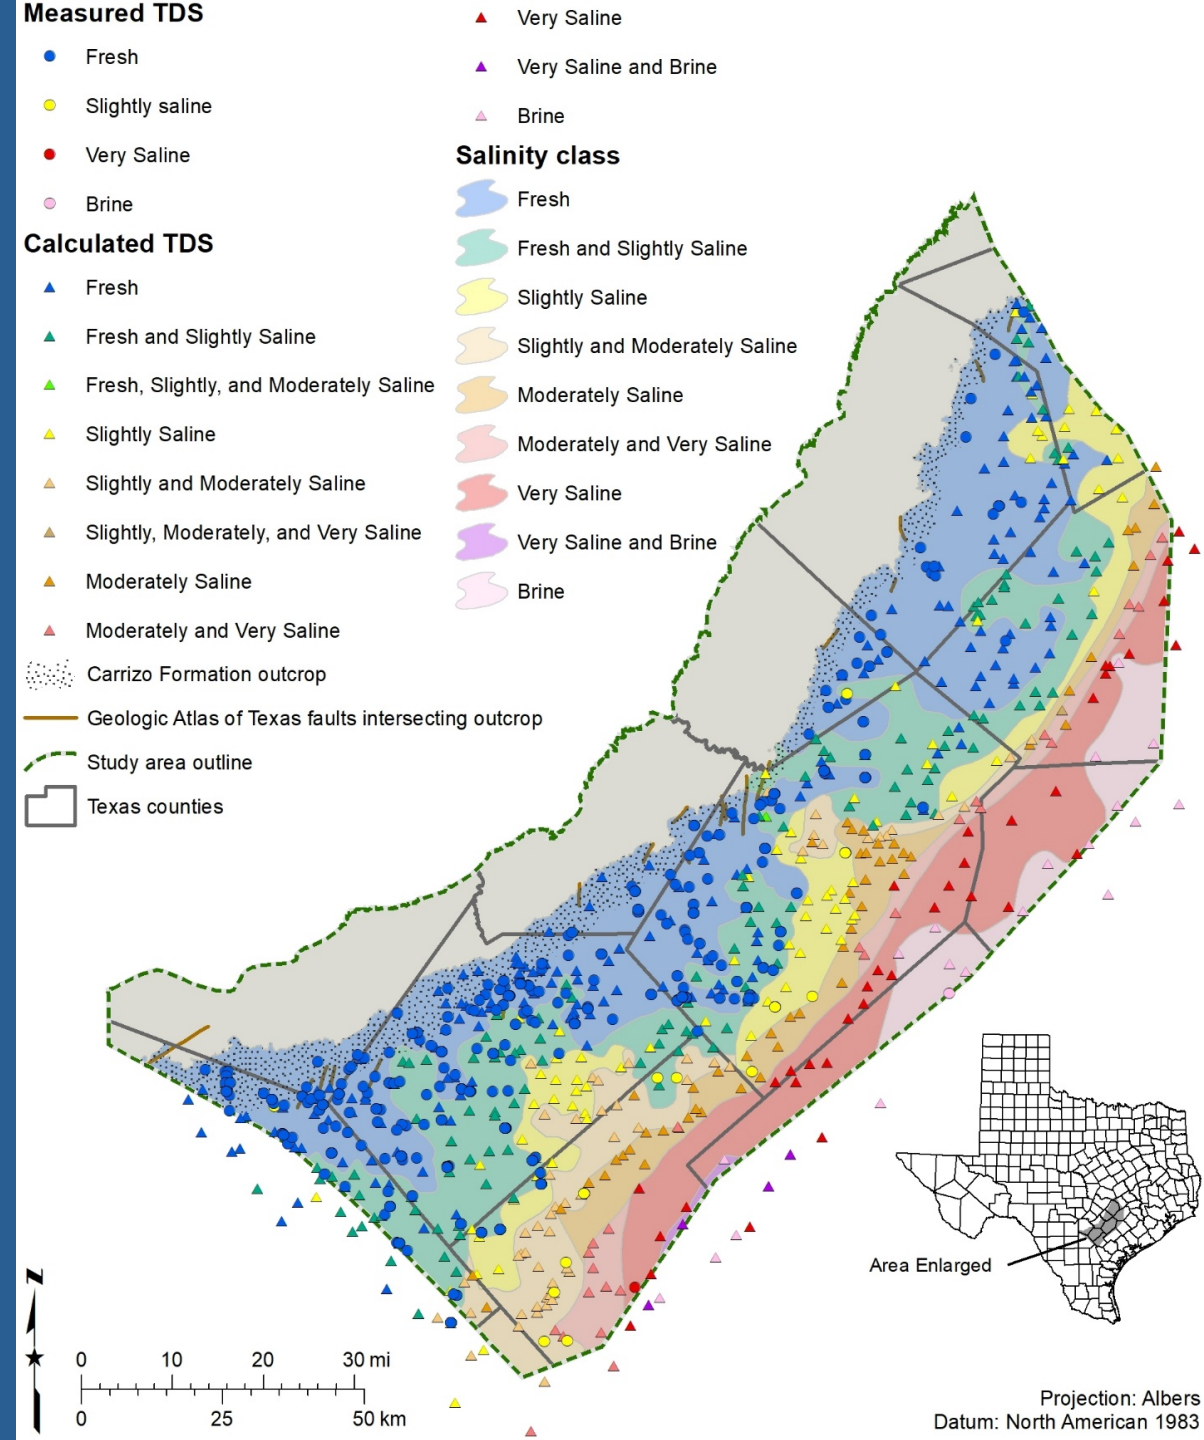 Measured TDS
Fresh
Slightly saline
Very Saline
Brine
Calculated TDS
Fresh
Fresh and Slightly Saline
Fresh, Slightly, and Moderately Saline
Slightly Saline
Slightly and Moderately Saline
Slightly, Moderately, and Very Saline
Moderately Saline
Moderately and Very Saline
Very Saline
Very Saline and Brine
Brine
Salinity class
Fresh
Fresh and Slightly Saline
Slightly Saline
Slightly and Moderately Saline
Moderately Saline
Moderately and Very Saline
Very Saline
Very Saline and Brine
Brine
Carrizo Formation outcrop
Geologic Atlas of Texas faults intersecting outcrop
Study area outline
Texas counties
Area Enlarged
N
0 10 20 30 mi
0 25 50 km
Projection: Albers
Datum: North American 1983